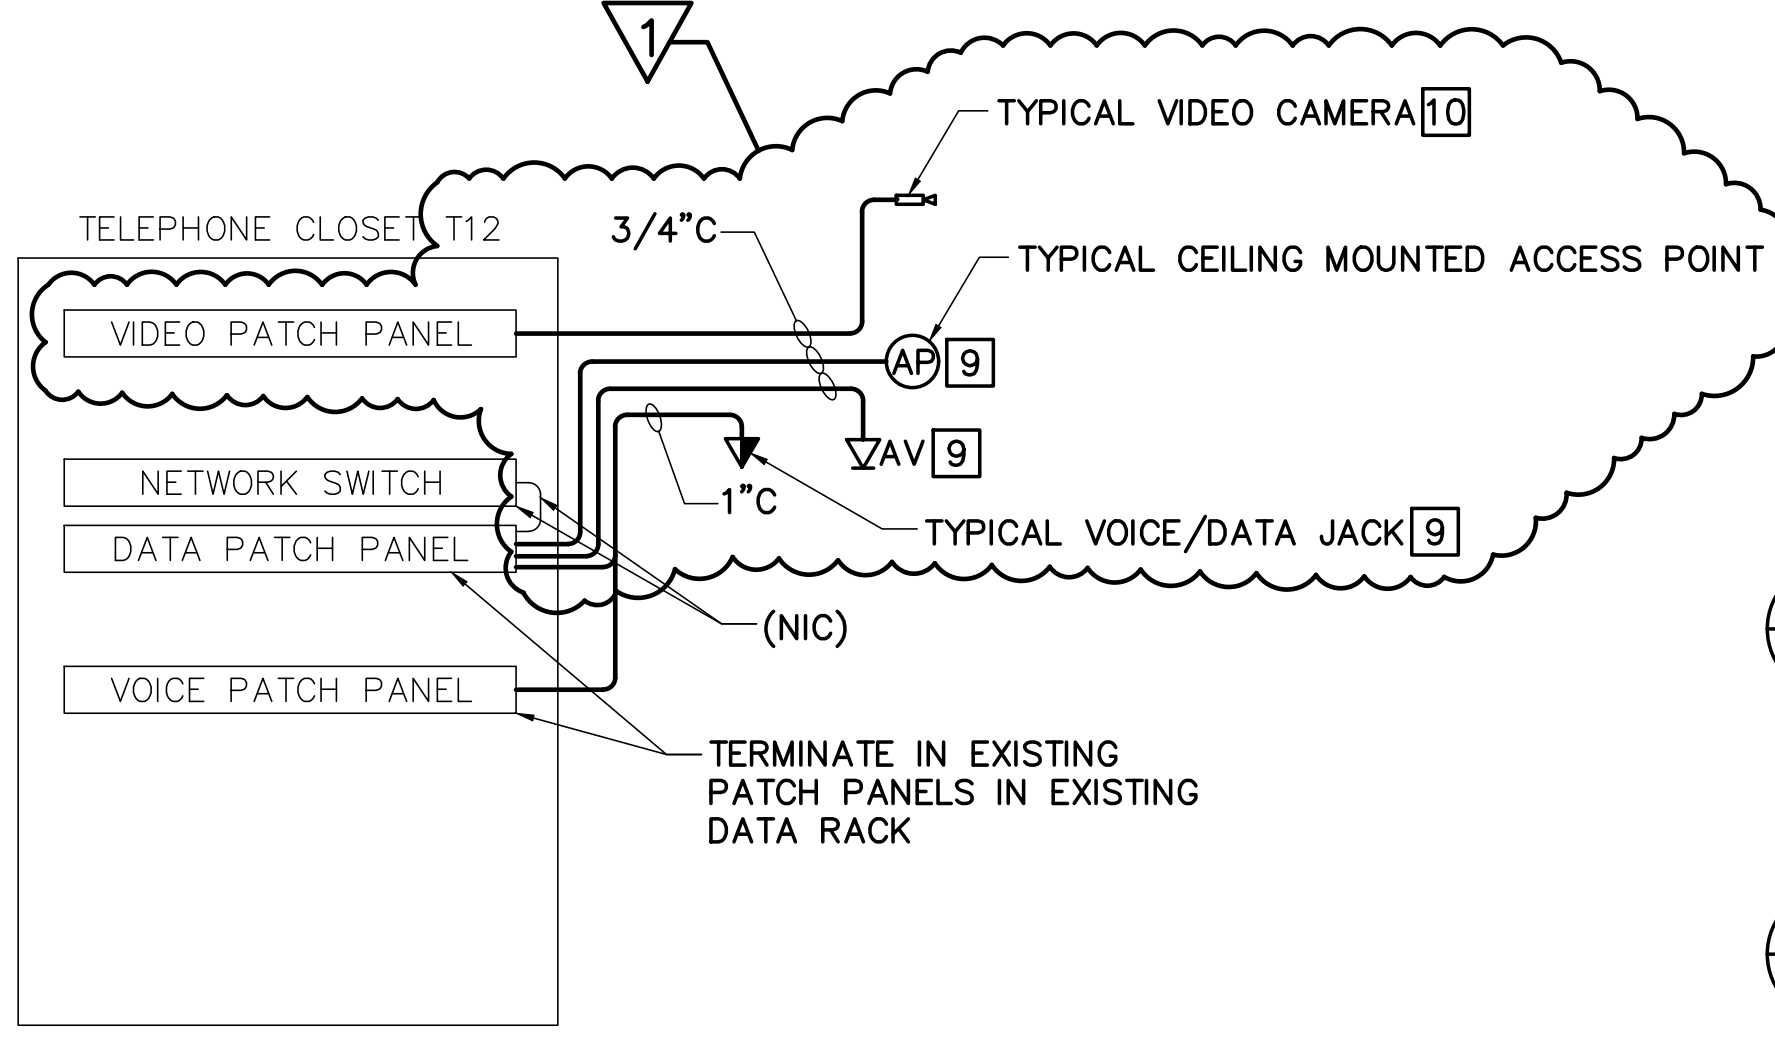 1
TYPICAL VIDEO CAMERA 10
TELEPHONE CLOSET T12
3/4"C
TYPICAL CEILING MOUNTED ACCESS POINT
VIDEO PATCH PANEL
AP 9
AV 9
NETWORK SWITCH
1"C
TYPICAL VOICE/DATA JACK 9
DATA PATCH PANEL
(NIC)
VOICE PATCH PANEL
TERMINATE IN EXISTING
PATCH PANELS IN EXISTING
DATA RACK